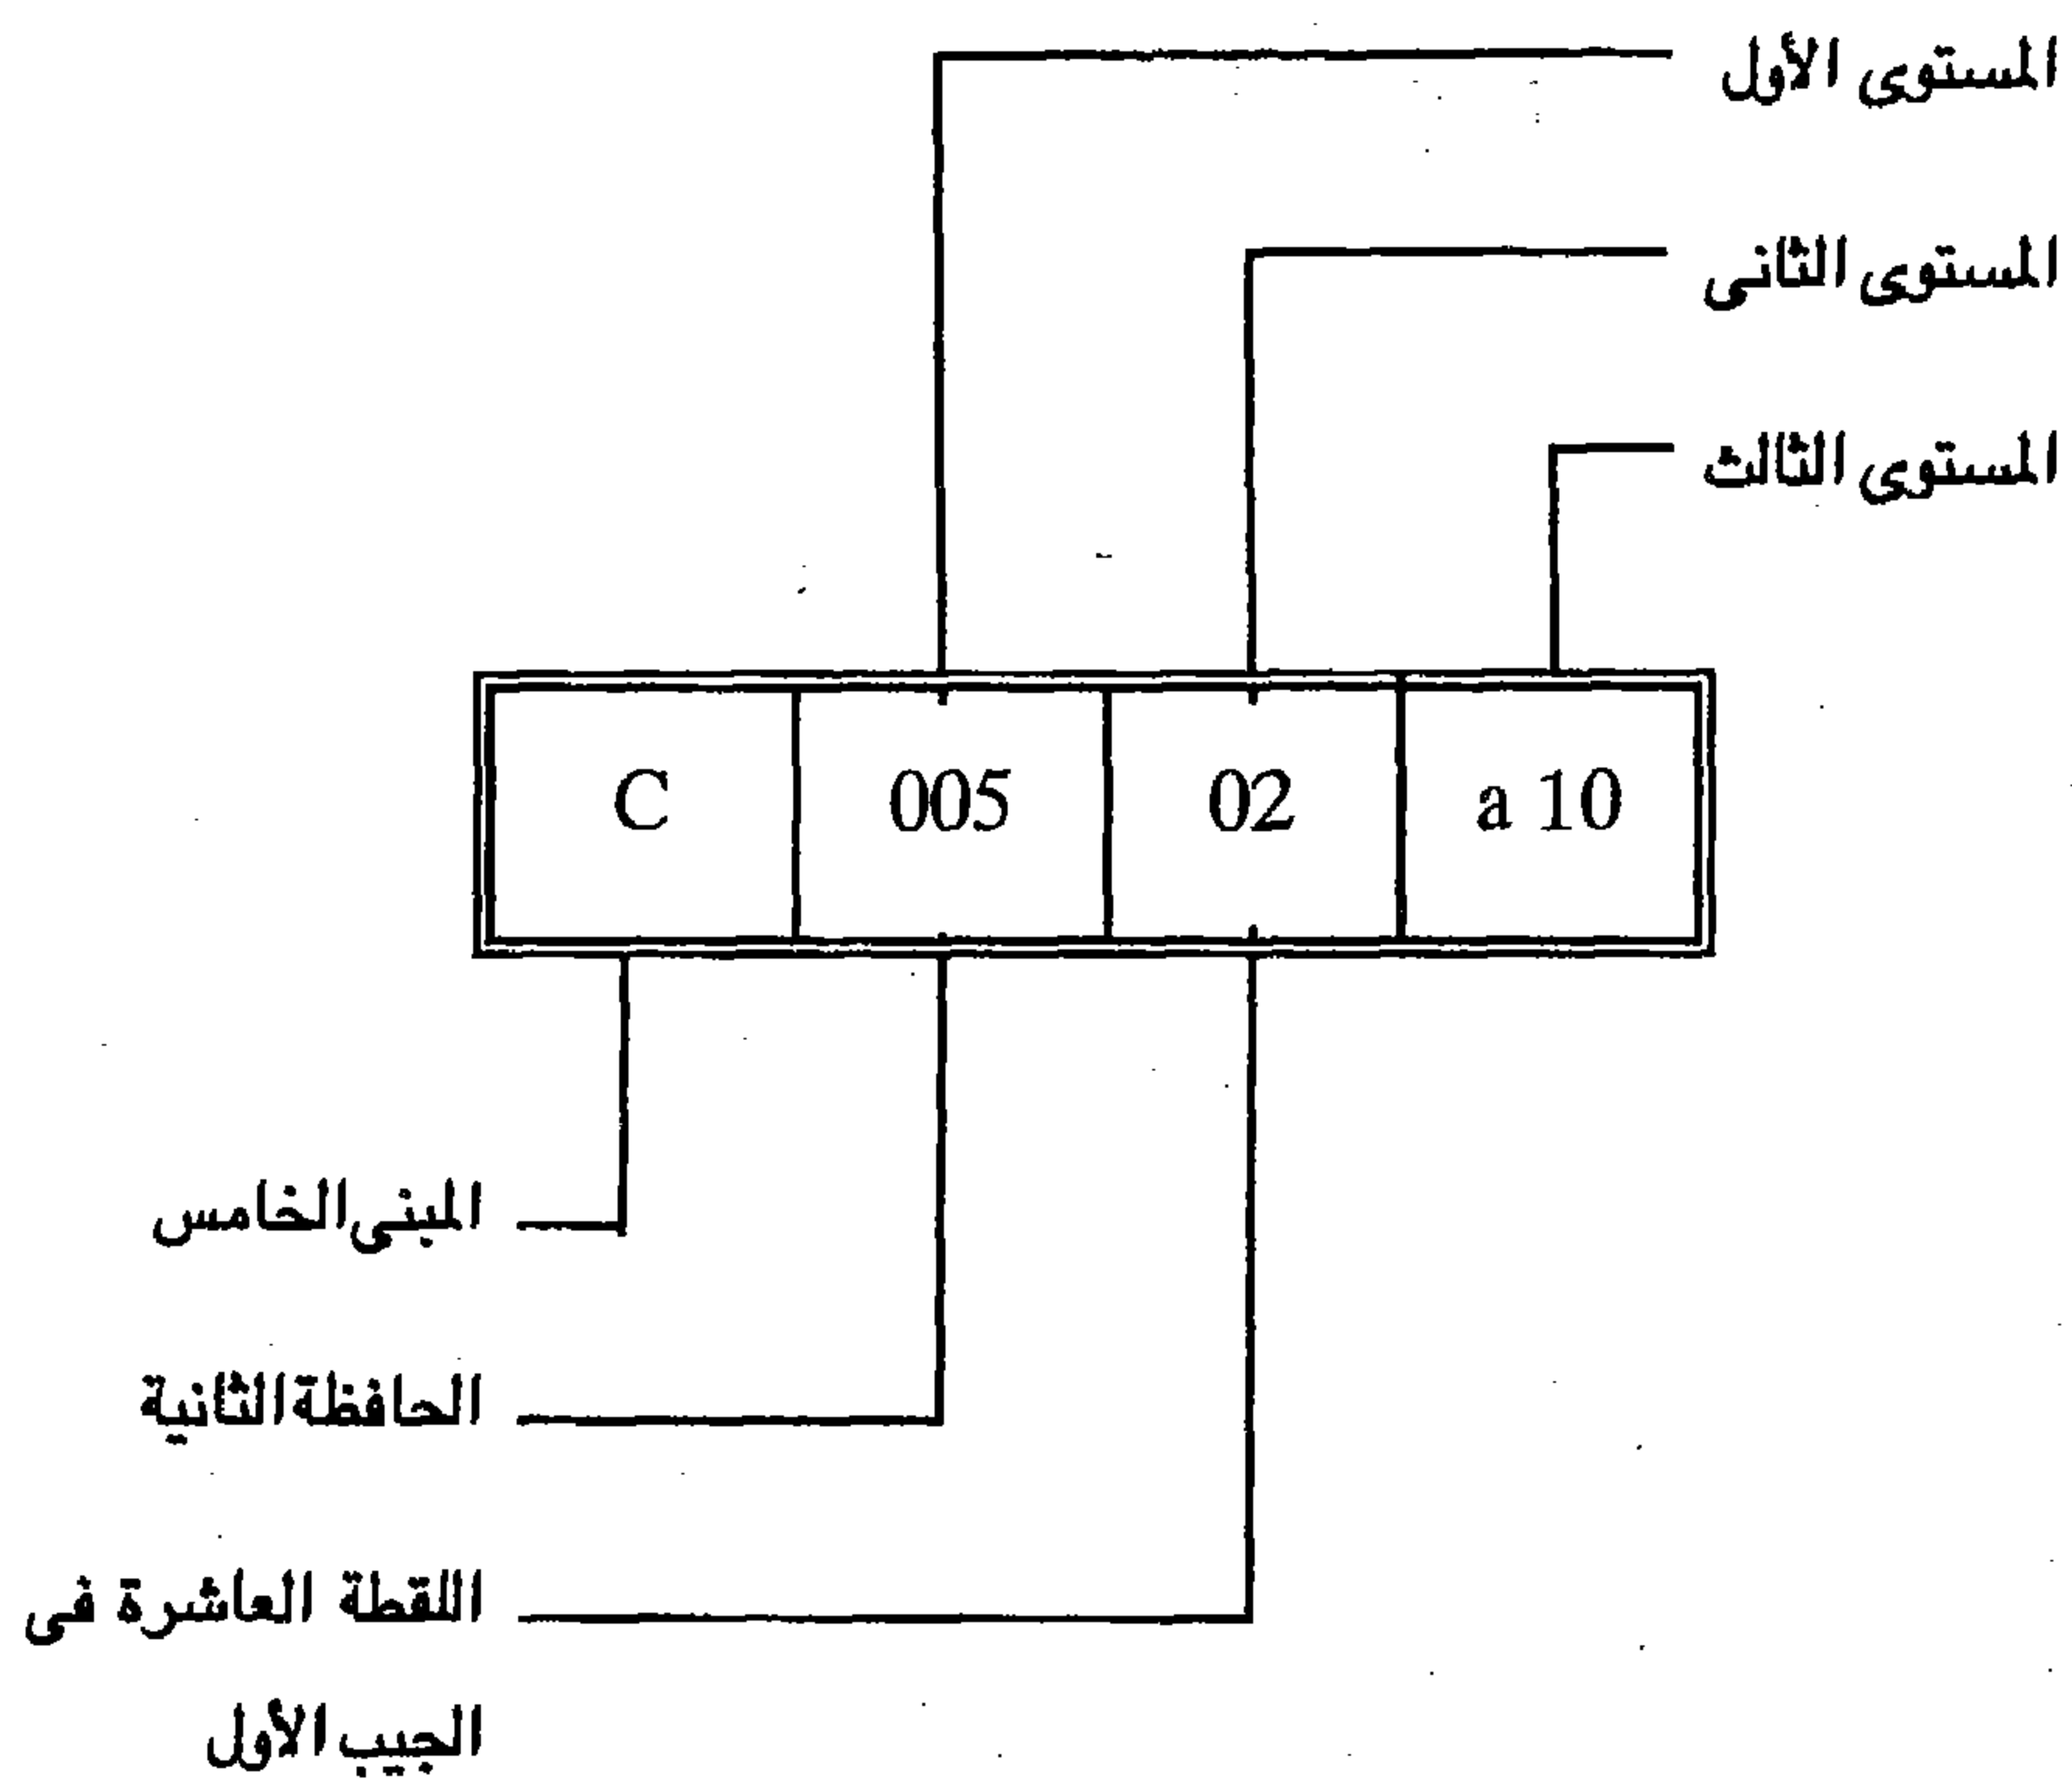 المستوى الأول
المستوى الثانى
المستوى الثالث
C 005 02 a 10
المبنى الخامس
الحافظة الثانية
اللقطة العاشرة فى
الجيب الأول